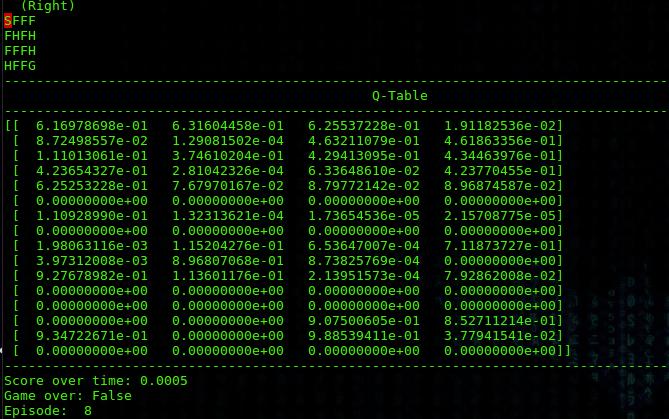 (Right)
SFFF
FHFH
FFFH
HFFG
--------------------------------------------------------------------------------
Q-Table
--------------------------------------------------------------------------------
[[ 6.16978698e-01 6.31604458e-01 6.25537228e-01 1.91182536e-02]
[ 8.72498557e-02 1.29081502e-04 4.63211079e-01 4.61863356e-01]
[ 1.11013061e-01 3.74610204e-01 4.29413095e-01 4.34463976e-01]
[ 4.23654327e-01 2.81042326e-04 6.33648610e-02 4.23770455e-01]
[ 6.25253228e-01 7.67970167e-02 8.79772142e-02 8.96874587e-02]
[ 0.00000000e+00 0.00000000e+00 0.00000000e+00 0.00000000e+00]
[ 1.10928990e-01 1.32313621e-04 1.73654536e-05 2.15708775e-05]
[ 0.00000000e+00 0.00000000e+00 0.00000000e+00 0.00000000e+00]
[ 1.98063116e-03 1.15204276e-01 6.53647007e-04 7.11873727e-01]
[ 3.97312008e-03 8.96807068e-01 8.73825769e-04 0.00000000e+00]
[ 9.27678982e-01 1.13601176e-01 2.13951573e-04 7.92862008e-02]
[ 0.00000000e+00 0.00000000e+00 0.00000000e+00 0.00000000e+00]
[ 0.00000000e+00 0.00000000e+00 0.00000000e+00 0.00000000e+00]
[ 0.00000000e+00 0.00000000e+00 9.07500605e-01 8.52711214e-01]
[ 9.34722671e-01 0.00000000e+00 9.88539411e-01 3.77941541e-02]
[ 0.00000000e+00 0.00000000e+00 0.00000000e+00 0.00000000e+00]]
--------------------------------------------------------------------------------
Score over time: 0.0005
Game over: False
Episode: 8